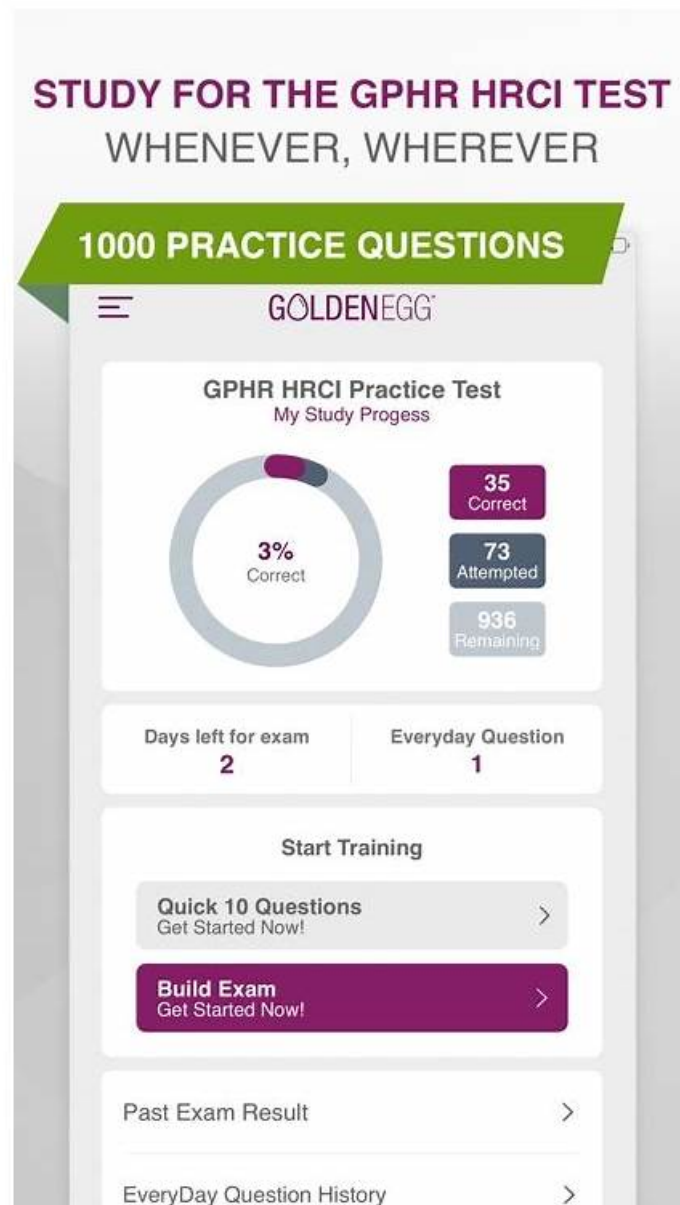 STUDY FOR THE GPHR HRCI TEST
WHENEVER, WHEREVER
1000 PRACTICE QUESTIONS
GOLDENEGG
GPHR HRCI Practice Test
My Study Progess
3%
Correct
35
Correct
73
Attempted
936
Remaining
Days left for exam
2
Everyday Question
1
Start Training
Quick 10 Questions
Get Started Now!
Build Exam
Get Started Now!
Past Exam Result
EveryDay Question History